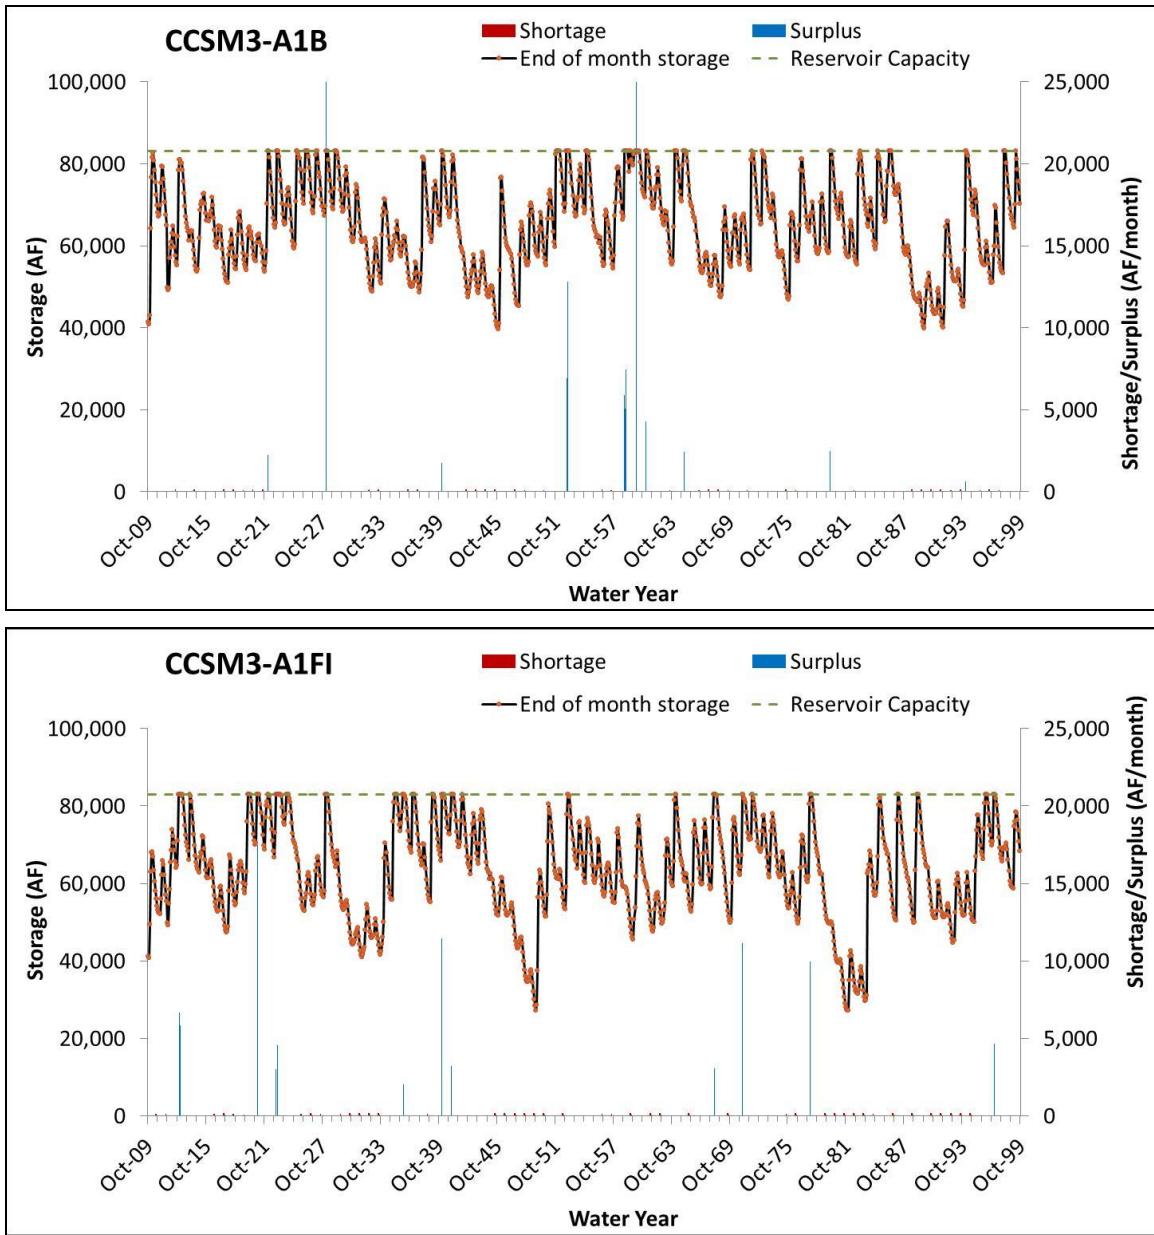 CCSM3-A1B
Shortage
Surplus
End of month storage
Reservoir Capacity
100,000
80,000
60,000
40,000
20,000
0
Storage (AF)
25,000
20,000
15,000
10,000
5,000
0
Shortage/Surplus (AF/month)
Oct-09 Oct-15 Oct-21 Oct-27 Oct-33 Oct-39 Oct-45 Oct-51 Oct-57 Oct-63 Oct-69 Oct-75 Oct-81 Oct-87 Oct-93 Oct-99
Water Year
CCSM3-A1FI
Shortage
Surplus
End of month storage
Reservoir Capacity
100,000
80,000
60,000
40,000
20,000
0
Storage (AF)
25,000
20,000
15,000
10,000
5,000
0
Shortage/Surplus (AF/month)
Oct-09 Oct-15 Oct-21 Oct-27 Oct-33 Oct-39 Oct-45 Oct-51 Oct-57 Oct-63 Oct-69 Oct-75 Oct-81 Oct-87 Oct-93 Oct-99
Water Year